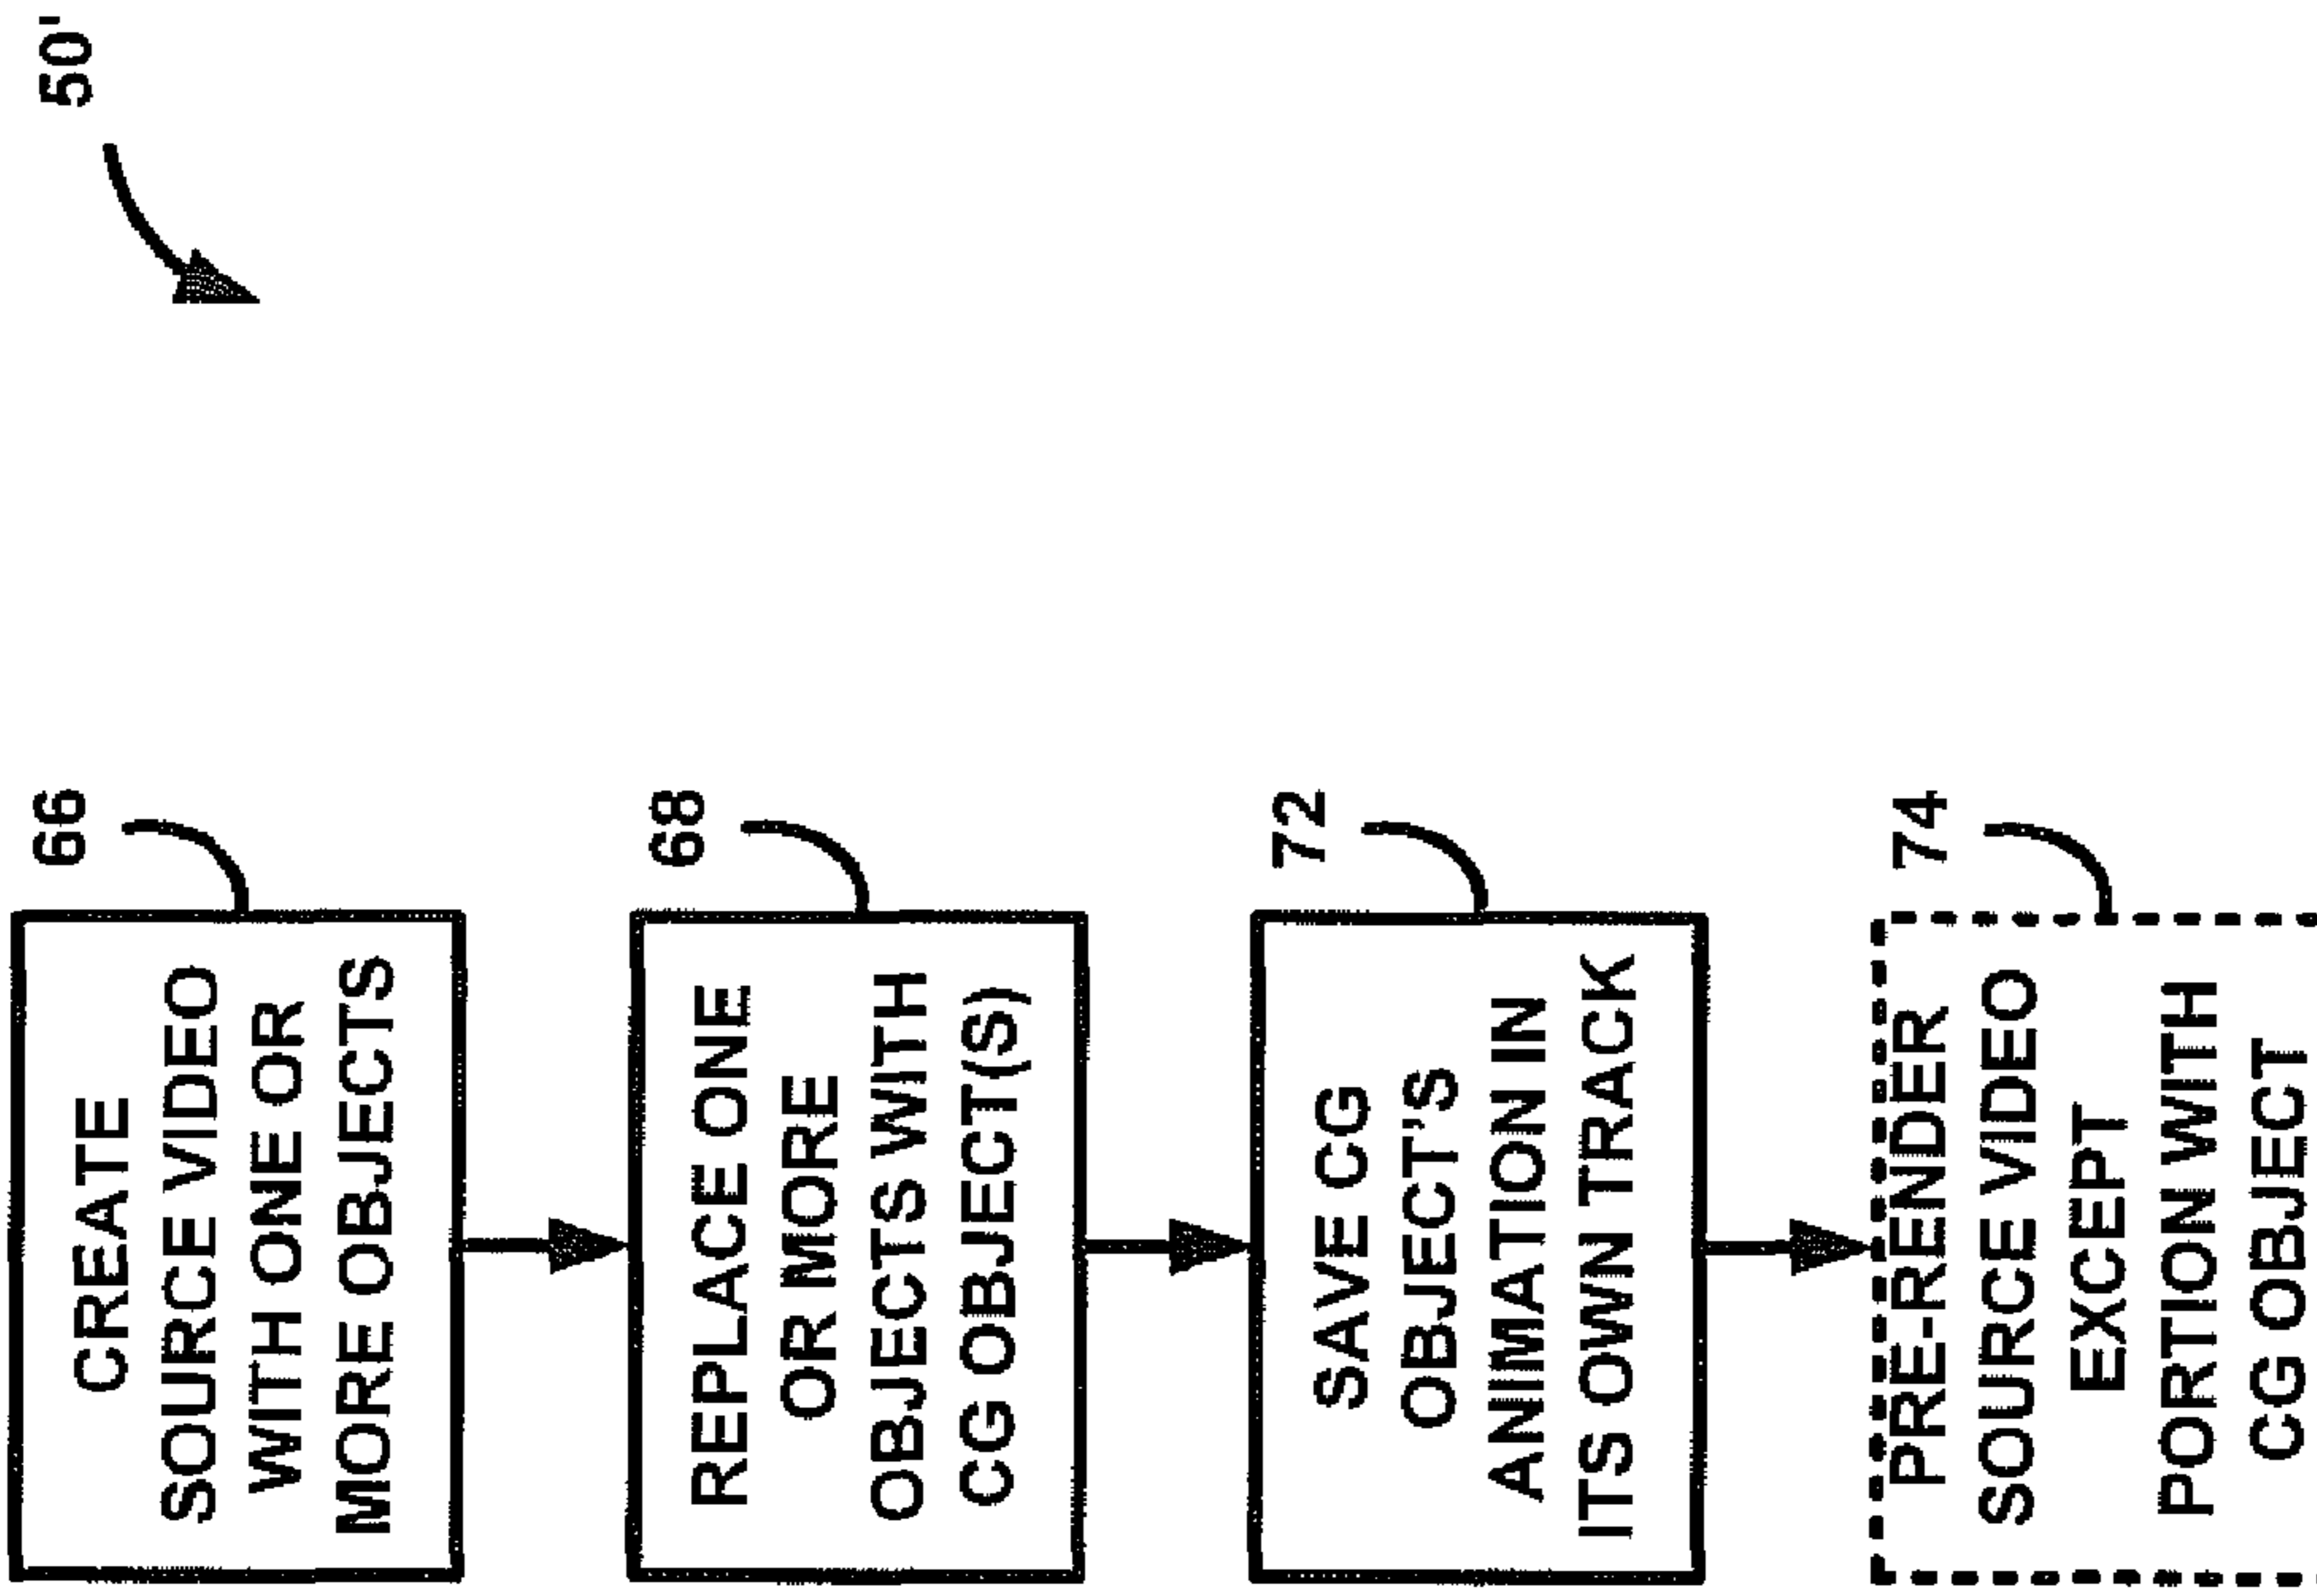 50'
66
CREATE
SOURCE VIDEO
WITH ONE OR
MORE OBJECTS
68
REPLACE ONE
OR MORE
OBJECTS WITH
CG OBJECT(S)
72
SAVE CG
OBJECT'S
ANIMATION IN
ITS OWN TRACK
74
PRE-RENDER
SOURCE VIDEO
EXCEPT
PORTION WITH
CG OBJECT